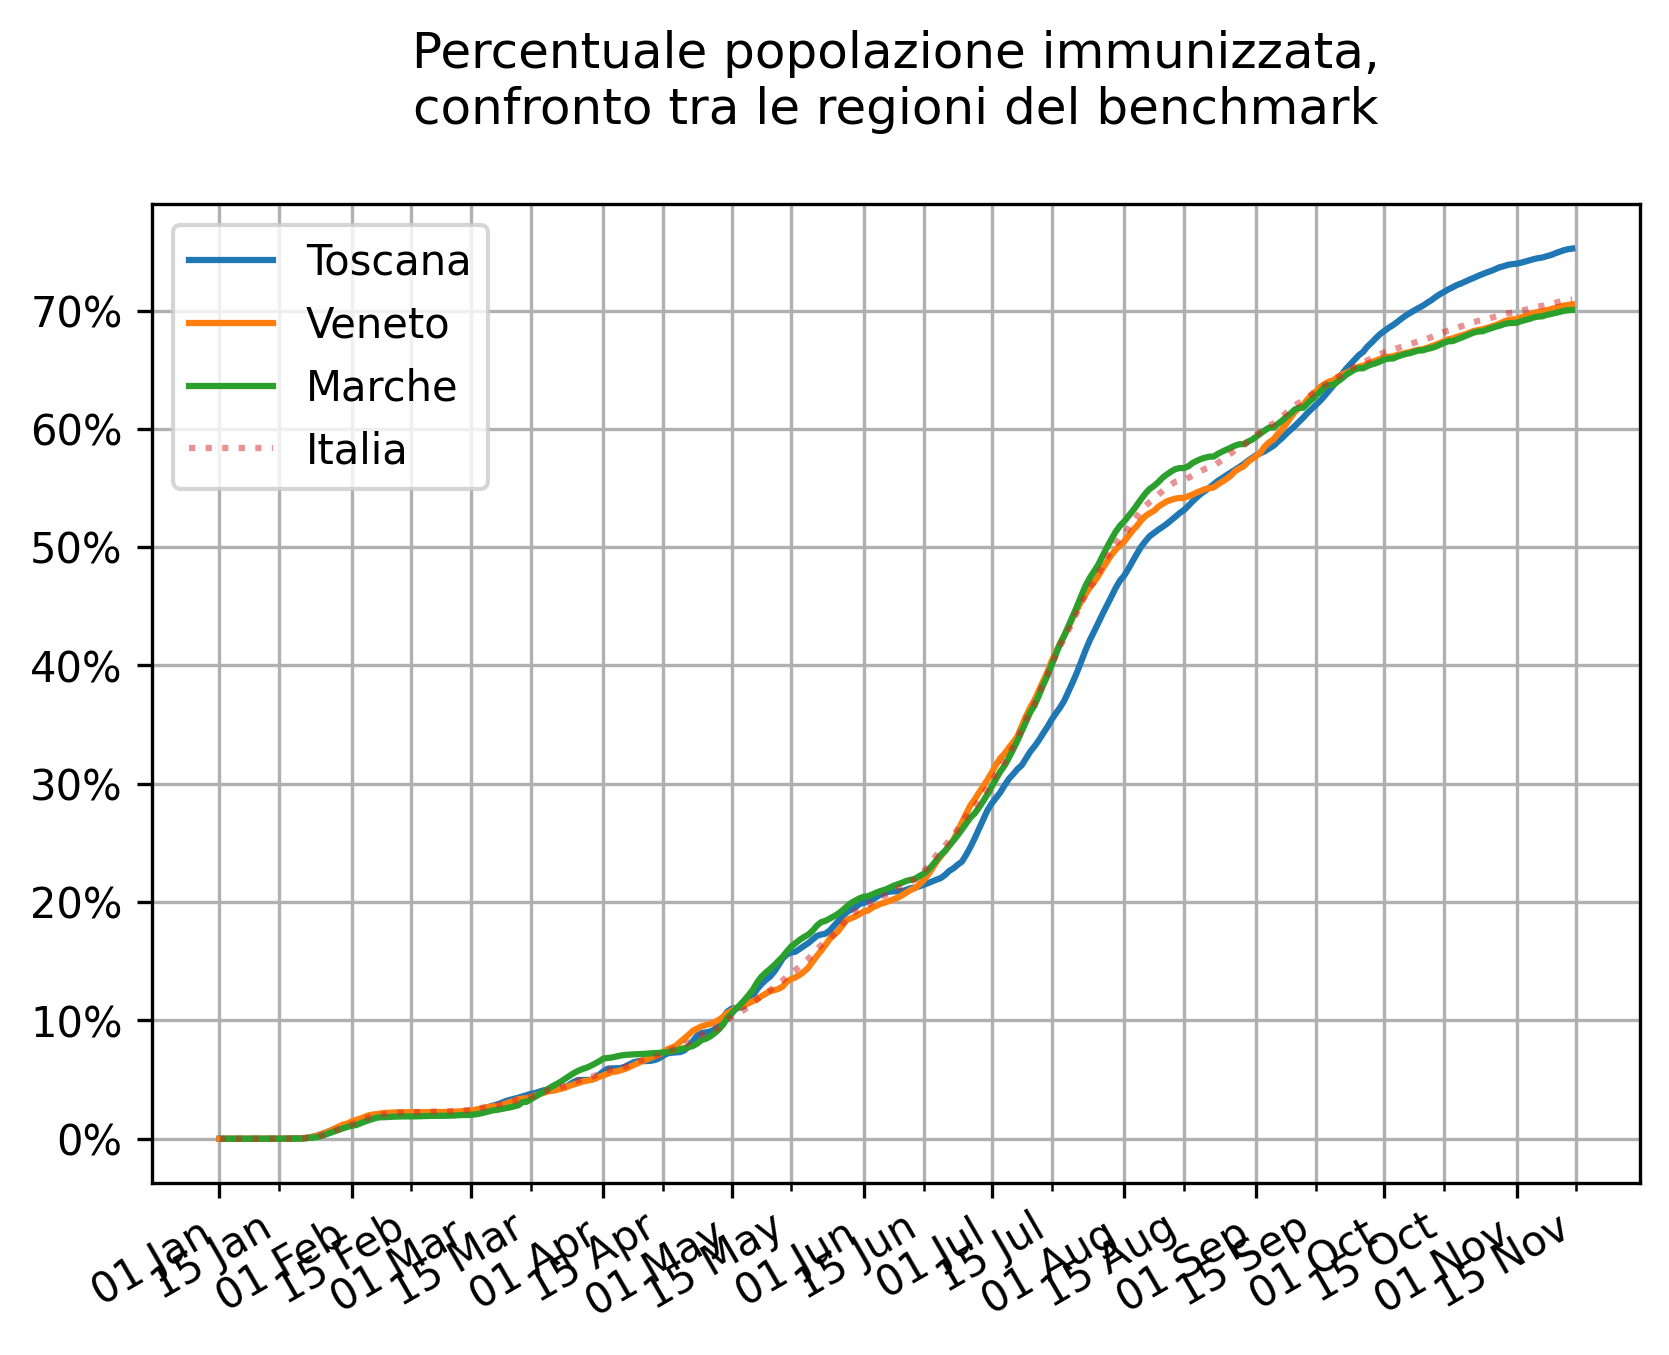 Percentuale popolazione immunizzata,
confronto tra le regioni del benchmark
Toscana
Veneto
Marche
Italia
70%
60%
50%
40%
30%
20%
10%
0%
01 Jan
15 Jan
01 Feb
15 Feb
01 Mar
15 Mar
01 Apr
15 Apr
01 May
15 May
01 Jun
15 Jun
01 Jul
15 Jul
01 Aug
15 Aug
01 Sep
15 Sep
01 Oct
15 Oct
01 Nov
15 Nov